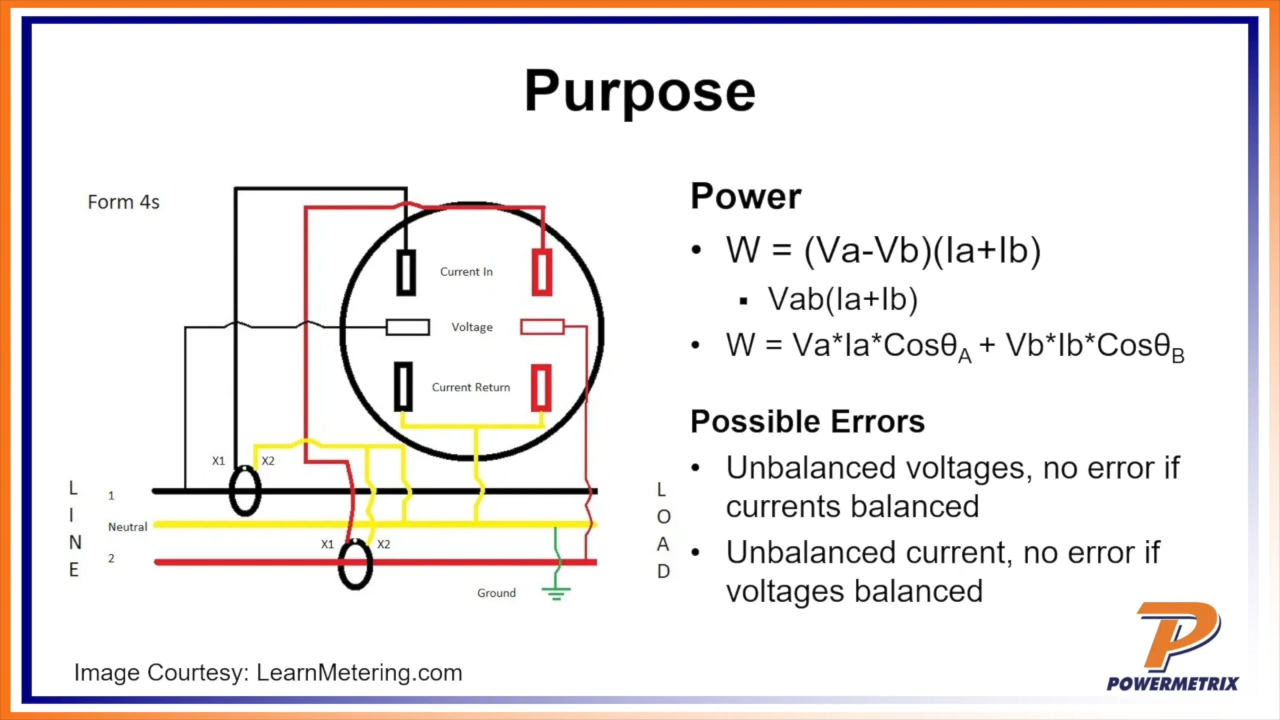 Purpose
Form 4s
Current In
Voltage
Current Return
X1
X2
X1
X2
L
I
N
E
1
Neutral
2
L
O
A
D
Ground
Image Courtesy: LearnMetering.com
Power
• W = (Va-Vb)(Ia+Ib)
▪ Vab(Ia+Ib)
• W = Va*Ia*CosθA + Vb*Ib*CosθB
Possible Errors
• Unbalanced voltages, no error if
currents balanced
• Unbalanced current, no error if
voltages balanced
P
POWERMETRIX